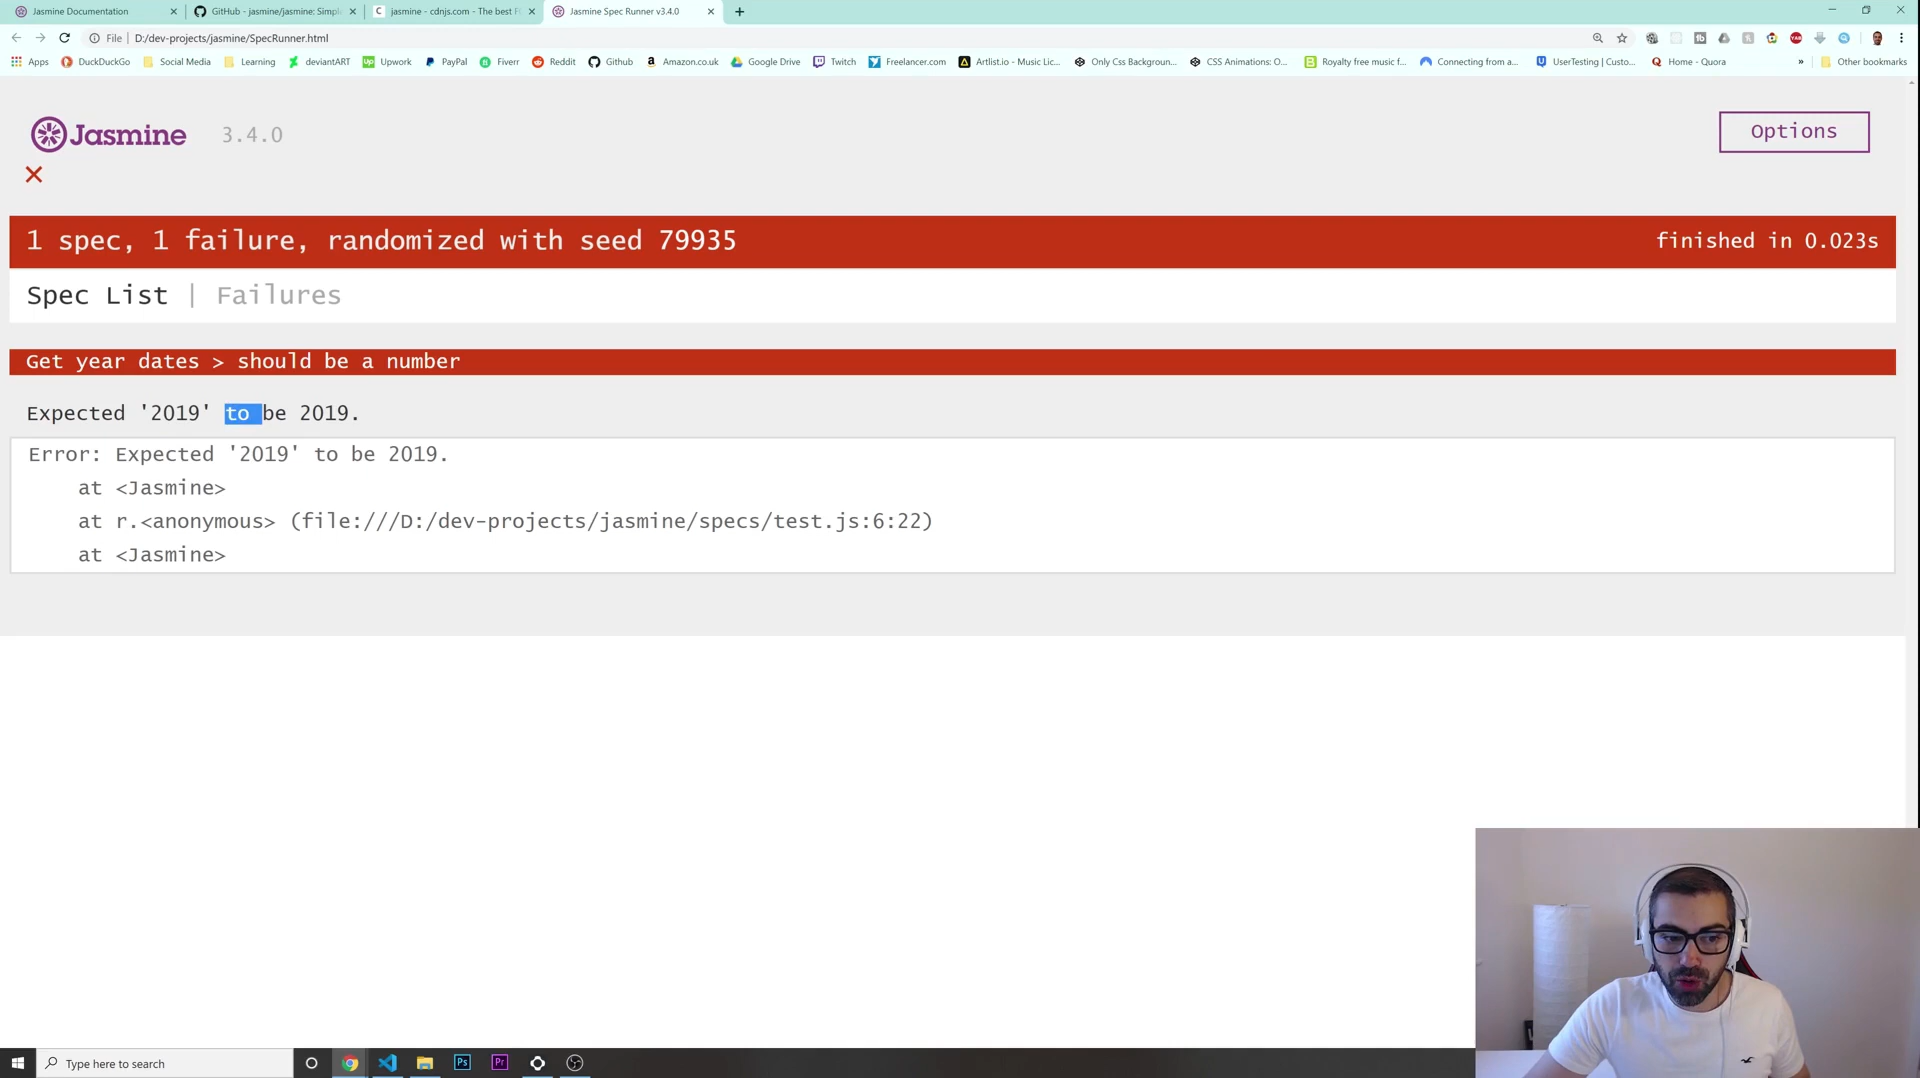 Jasmine Documentation
GitHub - jasmine/jasmine: Simpl
jasmine - cdnjs.com - The best F
Jasmine Spec Runner v3.4.0
File | D:/dev-projects/jasmine/SpecRunner.html
Apps
DuckDuckGo
Social Media
Learning
deviantART
Upwork
PayPal
Fiverr
Reddit
Github
Amazon.co.uk
Google Drive
Twitch
Freelancer.com
Artlist.io - Music Lic...
Only Css Backgroun...
CSS Animations: O...
Royalty free music f...
Connecting from a...
UserTesting | Custo...
Home - Quora
»
Other bookmarks
Jasmine 3.4.0
Options
1 spec, 1 failure, randomized with seed 79935
finished in 0.023s
Spec List | Failures
Get year dates > should be a number
Expected '2019' to be 2019.
Error: Expected '2019' to be 2019.
at <Jasmine>
at r.<anonymous> (file:///D:/dev-projects/jasmine/specs/test.js:6:22)
at <Jasmine>
Type here to search
Ps
Pr